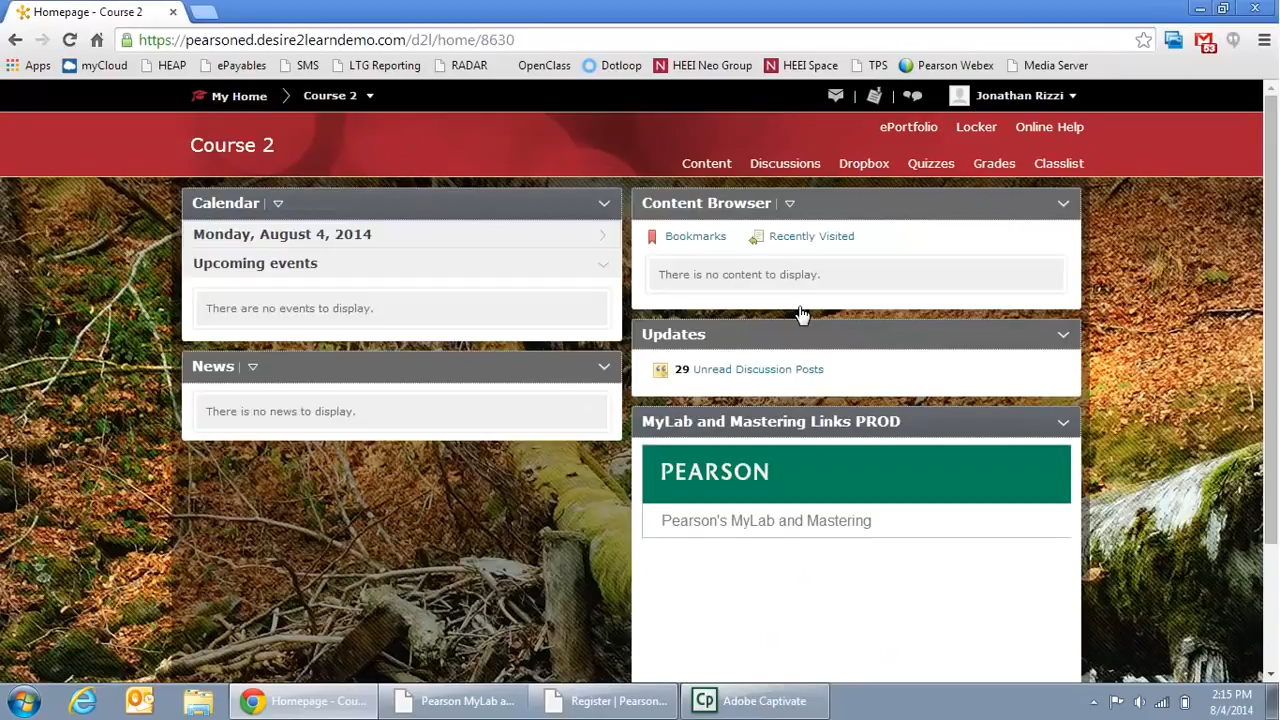 Homepage - Course 2
https://pearsoned.desire2learndemo.com/d2l/home/8630
Apps myCloud HEAP ePayables SMS LTG Reporting RADAR OpenClass Dotloop HEEI Neo Group HEEI Space TPS Pearson Webex Media Server
53
My Home Course 2 Jonathan Rizzi
ePortfolio Locker Online Help
Course 2
Content Discussions Dropbox Quizzes Grades Classlist
Calendar
Monday, August 4, 2014
Upcoming events
There are no events to display.
News
There is no news to display.
Content Browser
Bookmarks Recently Visited
There is no content to display.
Updates
29 Unread Discussion Posts
MyLab and Mastering Links PROD
PEARSON
Pearson's MyLab and Mastering
Homepage - Cou...
Pearson MyLab a...
Register | Pearson...
Cp Adobe Captivate
2:15 PM
8/4/2014